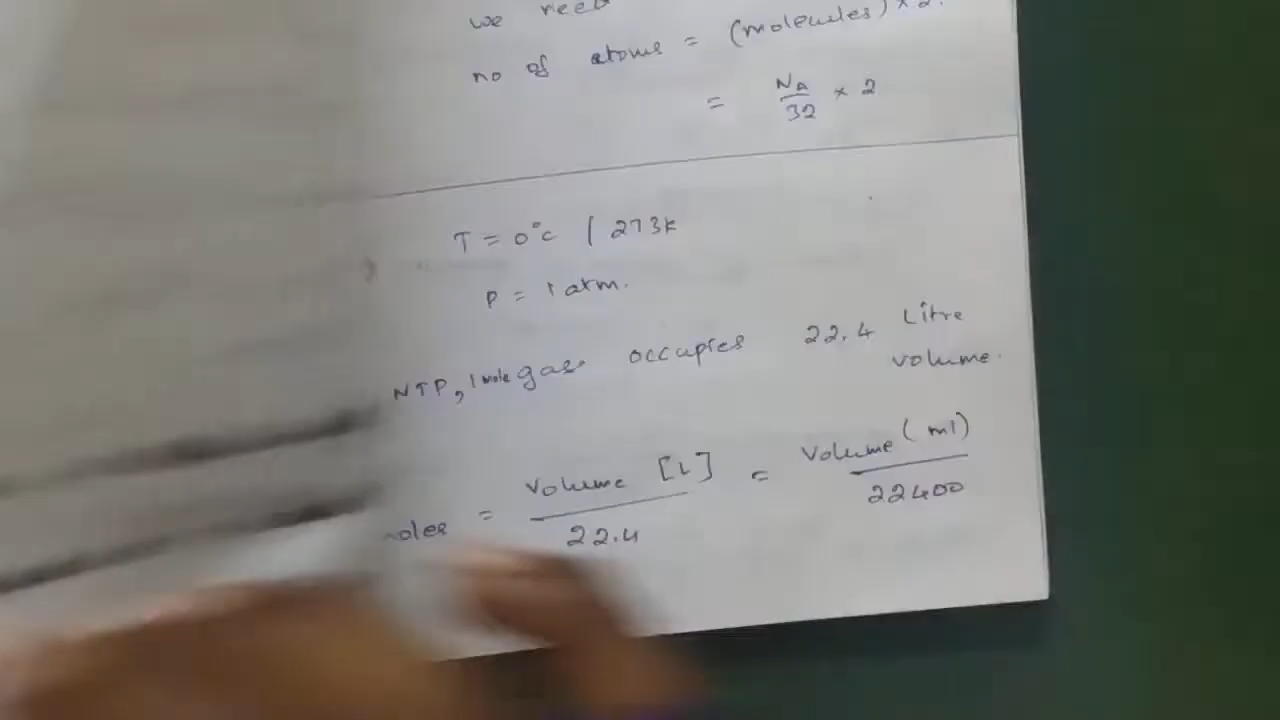 we need
no of atoms = (molecules) × 2.
= NA/32 × 2
T = 0°C | 273K
P = 1 atm.
NTP, 1 mole gas occupies 22.4 Litre
volume.
moles = Volume [L]/22.4 = Volume (ml)/22400